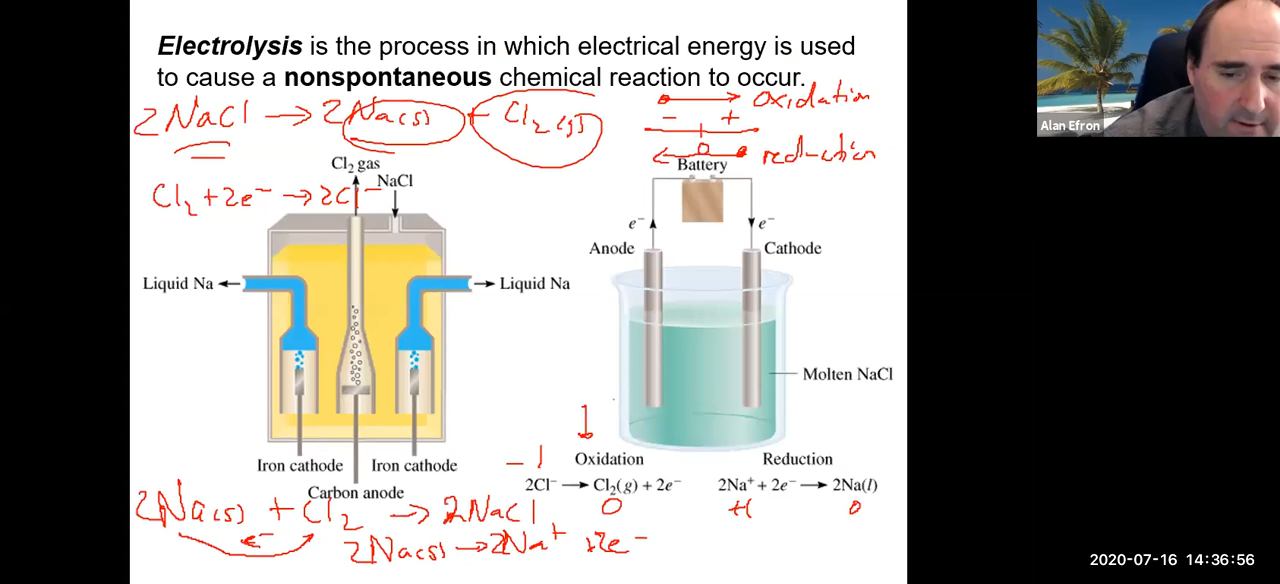 Electrolysis is the process in which electrical energy is used
to cause a nonspontaneous chemical reaction to occur.
2NaCl → 2Na(s) + Cl₂(g)
→ oxidation
- +
0
← reduction
Cl₂ + 2e⁻ → 2Cl⁻
Cl₂ gas
NaCl
Liquid Na
Liquid Na
Iron cathode
Iron cathode
Carbon anode
Battery
e⁻
e⁻
Anode
Cathode
Molten NaCl
Oxidation
Reduction
-1
2Cl⁻ → Cl₂(g) + 2e⁻
2Na⁺ + 2e⁻ → 2Na(l)
0
+1
0
2Na(s) + Cl₂ → 2NaCl
e⁻
2Na(s) → 2Na⁺ + 2e⁻
Alan Efron
2020-07-16 14:36:56